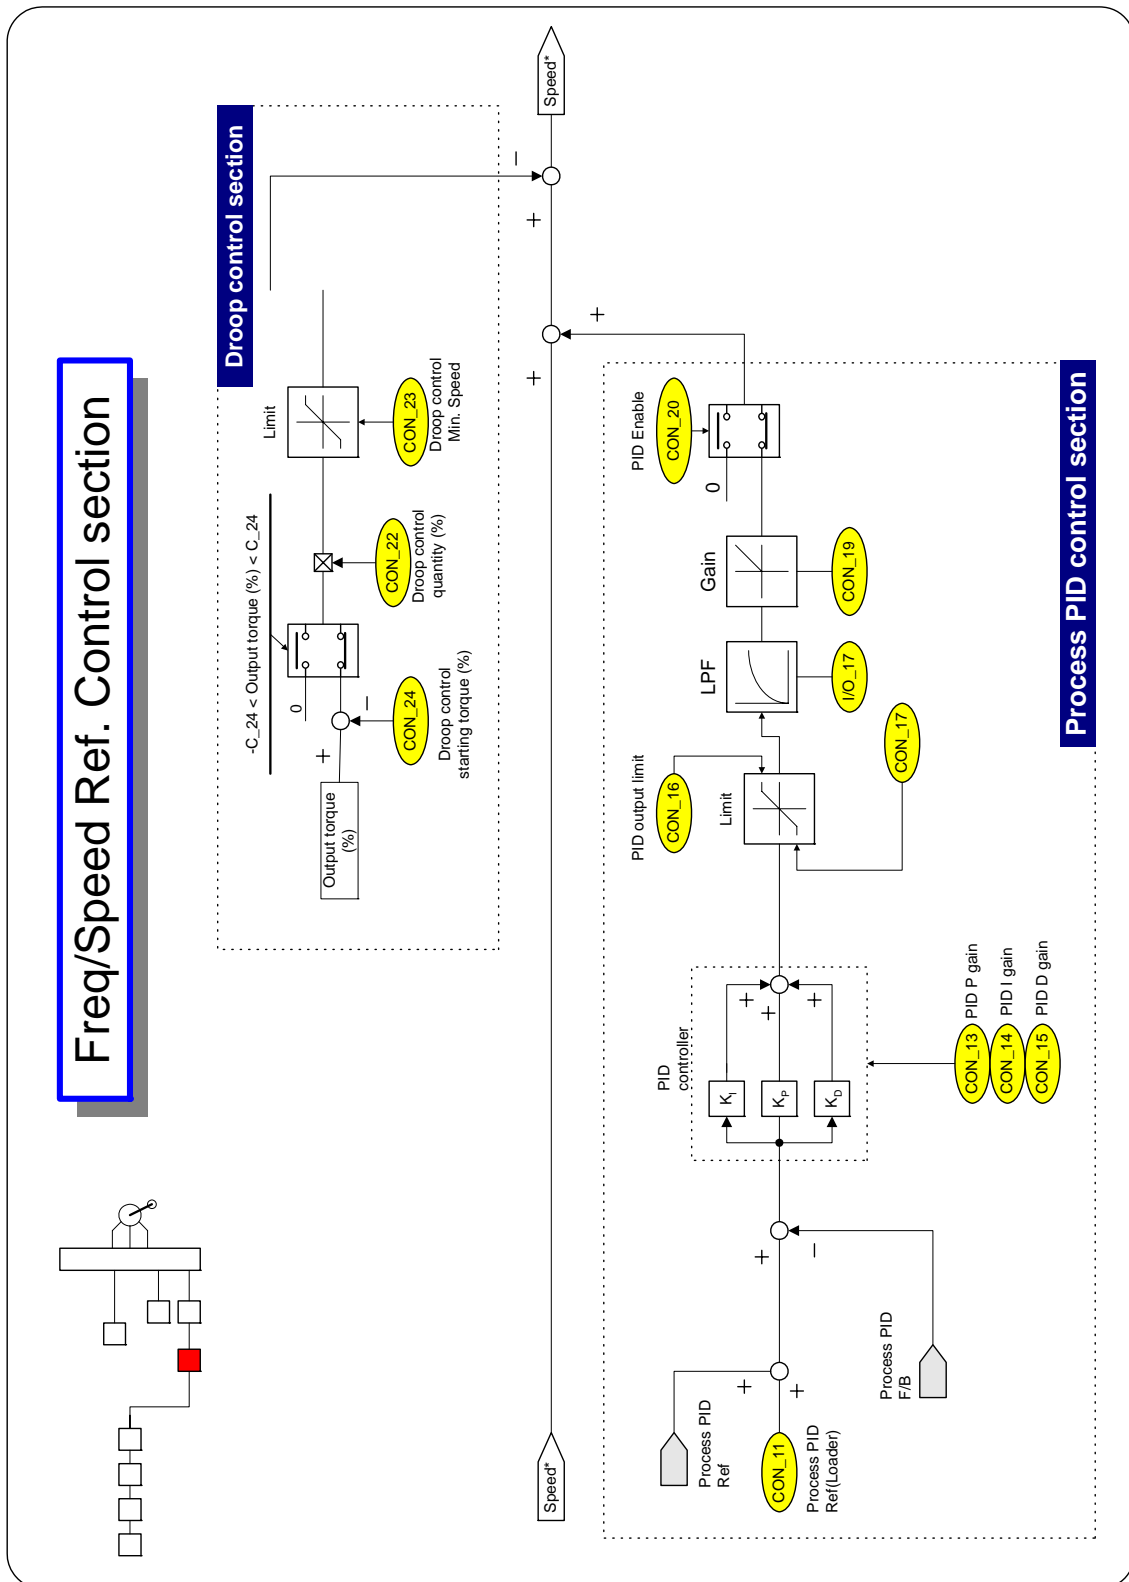 Freq/Speed Ref. Control section
Droop control section
-C_24 < Output torque (%) < C_24
Output torque
(%)
+
−
0
CON_24
Droop control
starting torque (%)
CON_22
Droop control
quantity (%)
Limit
CON_23
Droop control
Min. Speed
−
Speed*
+
+
+
Speed*
Process PID control section
Process PID
Ref
CON_11
Process PID
Ref(Loader)
+
+
Process PID
F/B
+
−
PID
controller
K_I
K_P
K_D
+
+
+
CON_13
PID P gain
CON_14
PID I gain
CON_15
PID D gain
PID output limit
CON_16
Limit
CON_17
LPF
I/O_17
Gain
CON_19
0
PID Enable
CON_20